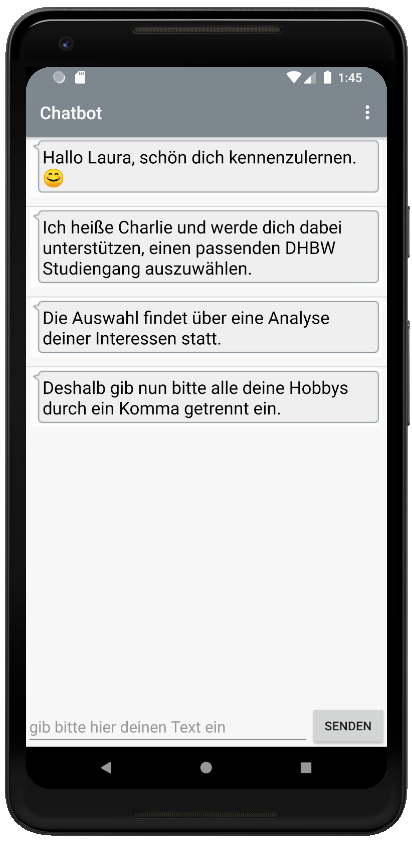 1:45
Chatbot
Hallo Laura, schön dich kennenzulernen.
😊
Ich heiße Charlie und werde dich dabei
unterstützen, einen passenden DHBW
Studiengang auszuwählen.
Die Auswahl findet über eine Analyse
deiner Interessen statt.
Deshalb gib nun bitte alle deine Hobbys
durch ein Komma getrennt ein.
gib bitte hier deinen Text ein
SENDEN